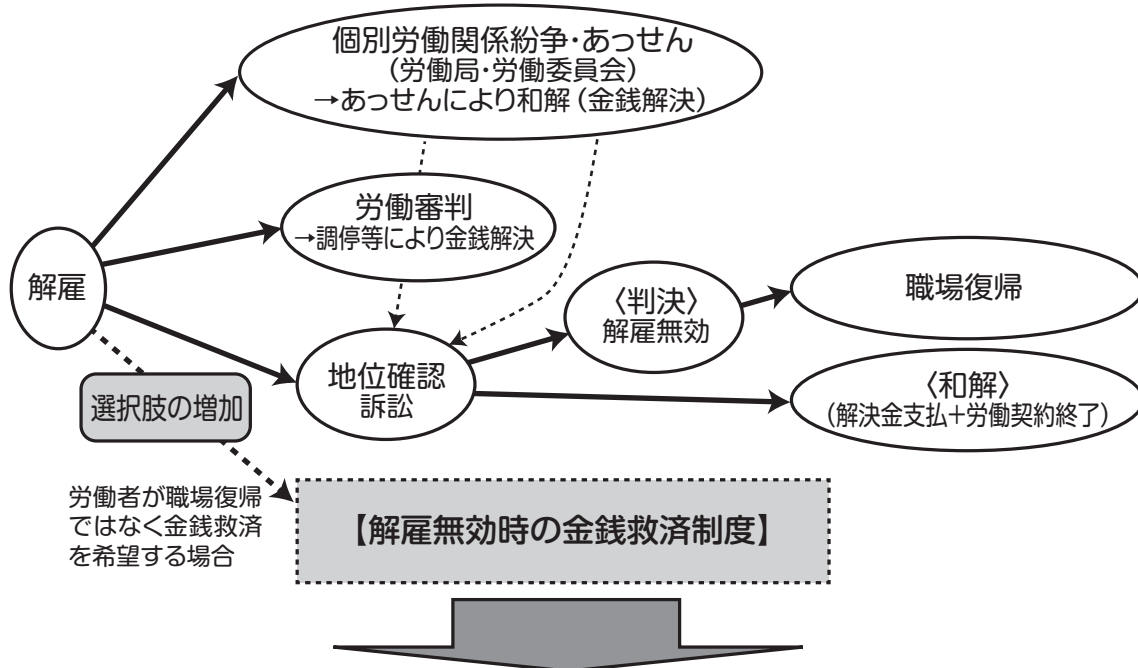 個別労働関係紛争・あっせん
(労働局・労働委員会)
→あっせんにより和解(金銭解決)
労働審判
→調停等により金銭解決
解雇
〈判決〉
解雇無効
職場復帰
地位確認
訴訟
〈和解〉
(解決金支払+労働契約終了)
選択肢の増加
労働者が職場復帰
ではなく金銭救済
を希望する場合
【解雇無効時の金銭救済制度】